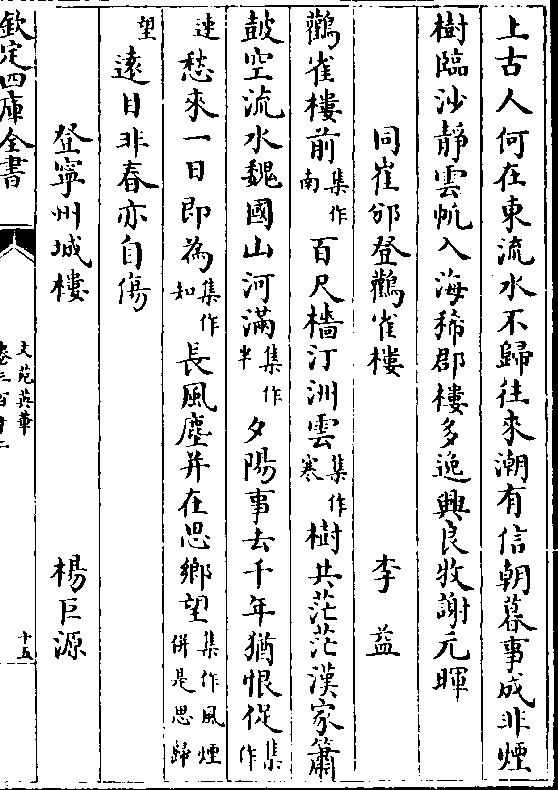 上古人何在東流水不歸往來潮有信朝暮事成非煙
樹臨沙靜雲帆入海稀郡樓多逸興良牧謝元暉
同崔邠登鸛雀樓 李益
鸛雀樓前集作南百尺檣汀洲雲集作寒樹共茫茫漢家簫
鼓空流水魏國山河滿集作半夕陽事去千年猶恨促集作
速愁來一日即為集作如長風塵并在思鄉望集作風煙併是思歸
望遠目非春亦自傷
登寧州城樓 楊巨源
欽定四庫全書
文苑英華
十五